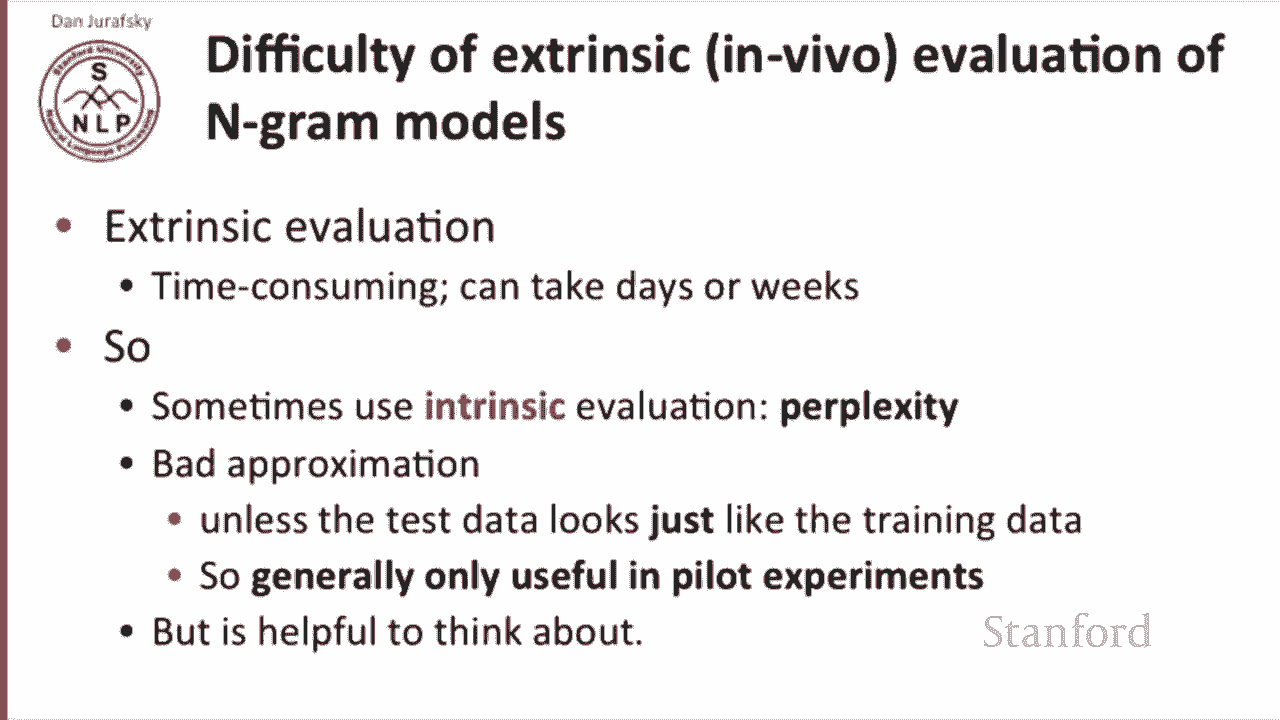 Dan Jurafsky
Stanford University
S
NLP
Natural Language Processing
Difficulty of extrinsic (in-vivo) evaluation of
N-gram models
• Extrinsic evaluation
• Time-consuming; can take days or weeks
• So
• Sometimes use intrinsic evaluation: perplexity
• Bad approximation
• unless the test data looks just like the training data
• So generally only useful in pilot experiments
• But is helpful to think about.
Stanford